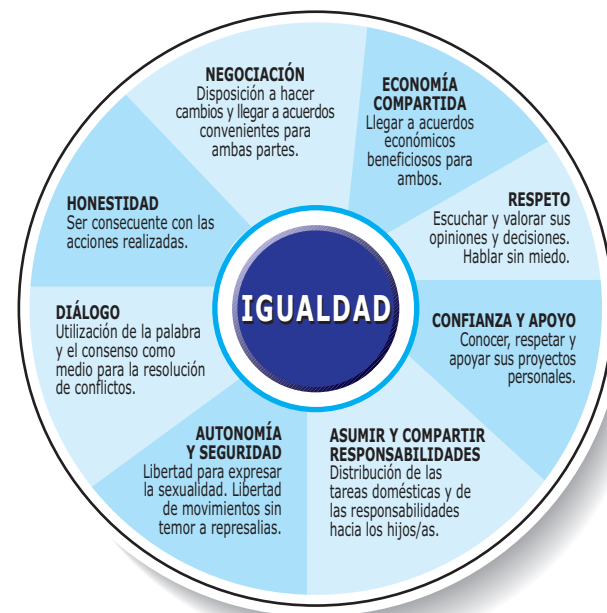 NEGOCIACIÓN
Disposición a hacer
cambios y llegar a acuerdos
convenientes para
ambas partes.
ECONOMÍA
COMPARTIDA
Llegar a acuerdos
económicos
beneficiosos para
ambos.
RESPETO
Escuchar y valorar sus
opiniones y decisiones.
Hablar sin miedo.
CONFIANZA Y APOYO
Conocer, respetar y
apoyar sus proyectos
personales.
ASUMIR Y COMPARTIR
RESPONSABILIDADES
Distribución de las
tareas domésticas y de
las responsabilidades
hacia los hijos/as.
AUTONOMÍA
Y SEGURIDAD
Libertad para expresar
la sexualidad. Libertad
de movimientos sin
temor a represalias.
DIÁLOGO
Utilización de la palabra
y el consenso como
medio para la resolución
de conflictos.
HONESTIDAD
Ser consecuente con las
acciones realizadas.
IGUALDAD